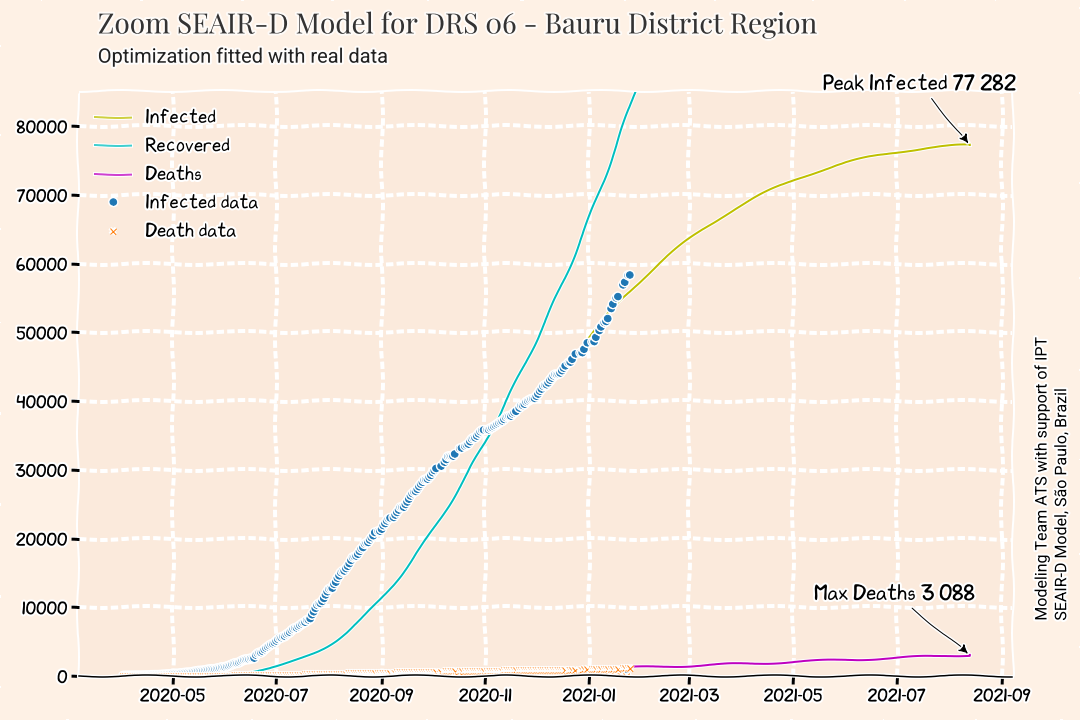 Zoom SEAIR-D Model for DRS 06 - Bauru District Region
Optimization fitted with real data
Peak Infected 77 282
Infected
Recovered
Deaths
Infected data
Death data
80000
70000
60000
50000
40000
30000
20000
10000
0
Max Deaths 3 088
2020-05
2020-07
2020-09
2020-11
2021-01
2021-03
2021-05
2021-07
2021-09
Modeling Team ATS with support of IPT
SEAIR-D Model, São Paulo, Brazil